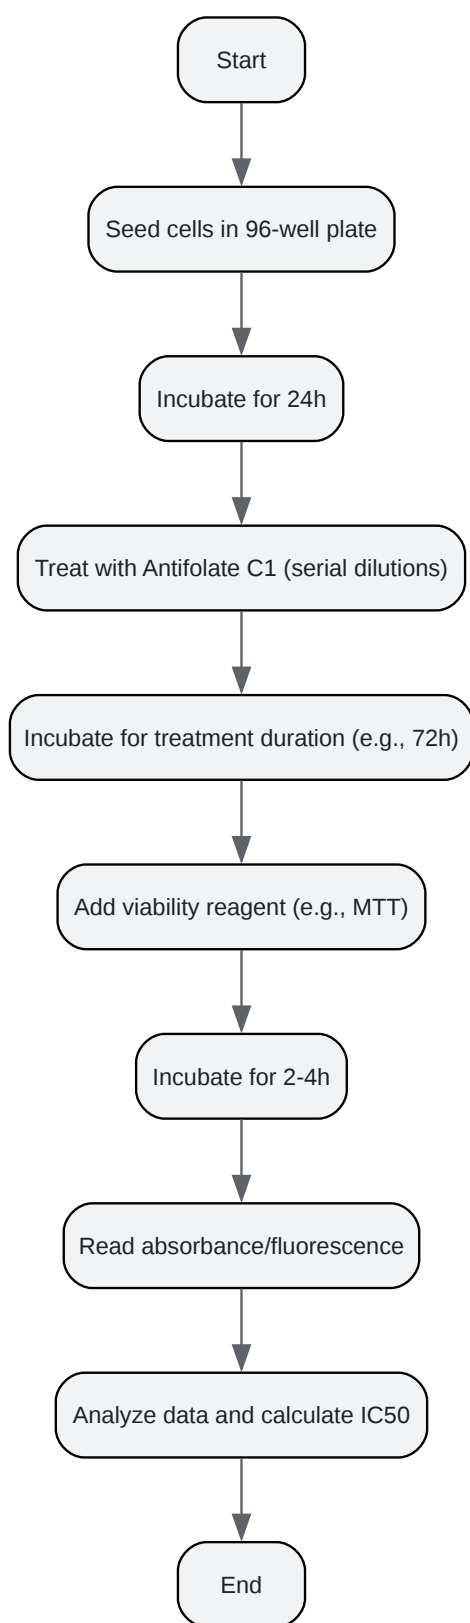 Start
Seed cells in 96-well plate
Incubate for 24h
Treat with Antifolate C1 (serial dilutions)
Incubate for treatment duration (e.g., 72h)
Add viability reagent (e.g., MTT)
Incubate for 2-4h
Read absorbance/fluorescence
Analyze data and calculate IC50
End